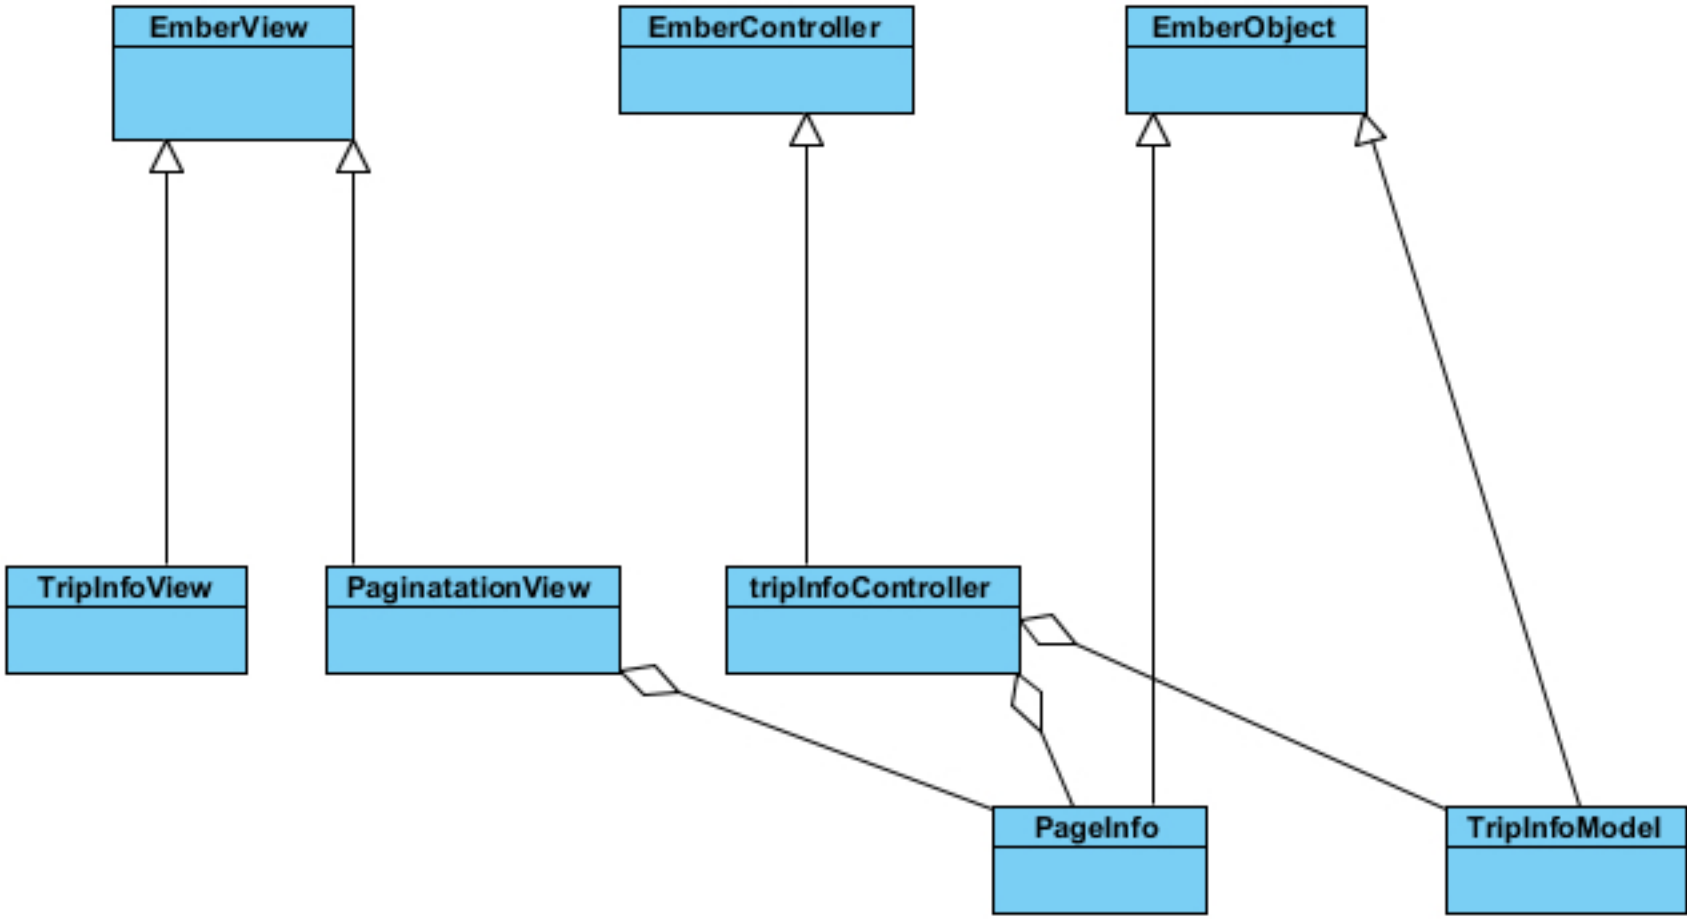 EmberView
EmberController
EmberObject
TripInfoView
PaginatationView
tripInfoController
PageInfo
TripInfoModel